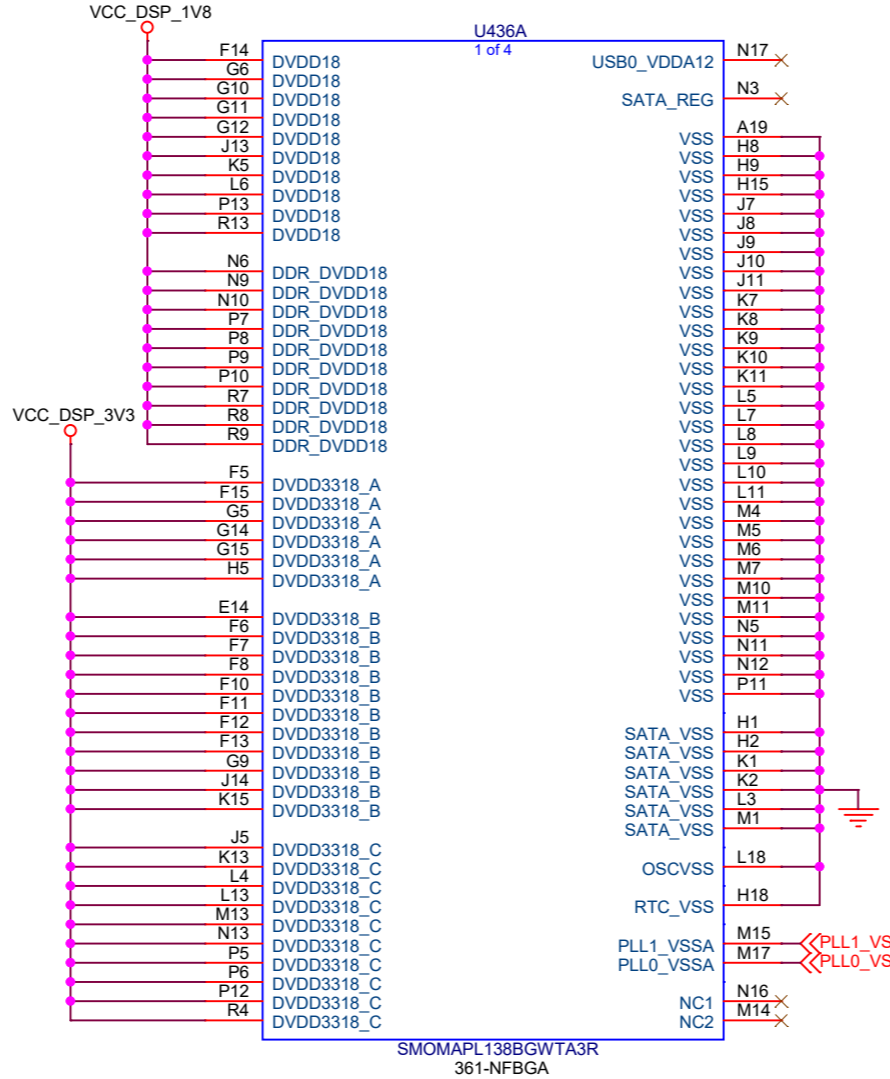 VCC_DSP_1V8
U436A
1 of 4
F14 DVDD18 USB0_VDDA12 N17
G6 DVDD18
G10 DVDD18 SATA_REG N3
G11 DVDD18
G12 DVDD18 VSS A19
J13 DVDD18 VSS H8
K5 DVDD18 VSS H9
L6 DVDD18 VSS H15
P13 DVDD18 VSS J7
R13 DVDD18 VSS J8
VSS J9
N6 DDR_DVDD18 VSS J10
N9 DDR_DVDD18 VSS J11
N10 DDR_DVDD18 VSS K7
P7 DDR_DVDD18 VSS K8
P8 DDR_DVDD18 VSS K9
P9 DDR_DVDD18 VSS K10
P10 DDR_DVDD18 VSS K11
R7 DDR_DVDD18 VSS L5
R8 DDR_DVDD18 VSS L7
R9 DDR_DVDD18 VSS L8
VCC_DSP_3V3
VSS L9
F5 DVDD3318_A VSS L10
F15 DVDD3318_A VSS L11
G5 DVDD3318_A VSS M4
G14 DVDD3318_A VSS M5
G15 DVDD3318_A VSS M6
H5 DVDD3318_A VSS M7
VSS M10
E14 DVDD3318_B VSS M11
F6 DVDD3318_B VSS N5
F7 DVDD3318_B VSS N11
F8 DVDD3318_B VSS N12
F10 DVDD3318_B VSS P11
F11 DVDD3318_B
F12 DVDD3318_B SATA_VSS H1
F13 DVDD3318_B SATA_VSS H2
G9 DVDD3318_B SATA_VSS K1
J14 DVDD3318_B SATA_VSS K2
K15 DVDD3318_B SATA_VSS L3
SATA_VSS M1
J5 DVDD3318_C
K13 DVDD3318_C OSCVSS L18
L4 DVDD3318_C
L13 DVDD3318_C RTC_VSS H18
M13 DVDD3318_C
N13 DVDD3318_C PLL1_VSSA M15 PLL1_VS
P5 DVDD3318_C PLL0_VSSA M17 PLL0_VS
P6 DVDD3318_C
P12 DVDD3318_C NC1 N16
R4 DVDD3318_C NC2 M14
SMOMAPL138BGWTA3R
361-NFBGA